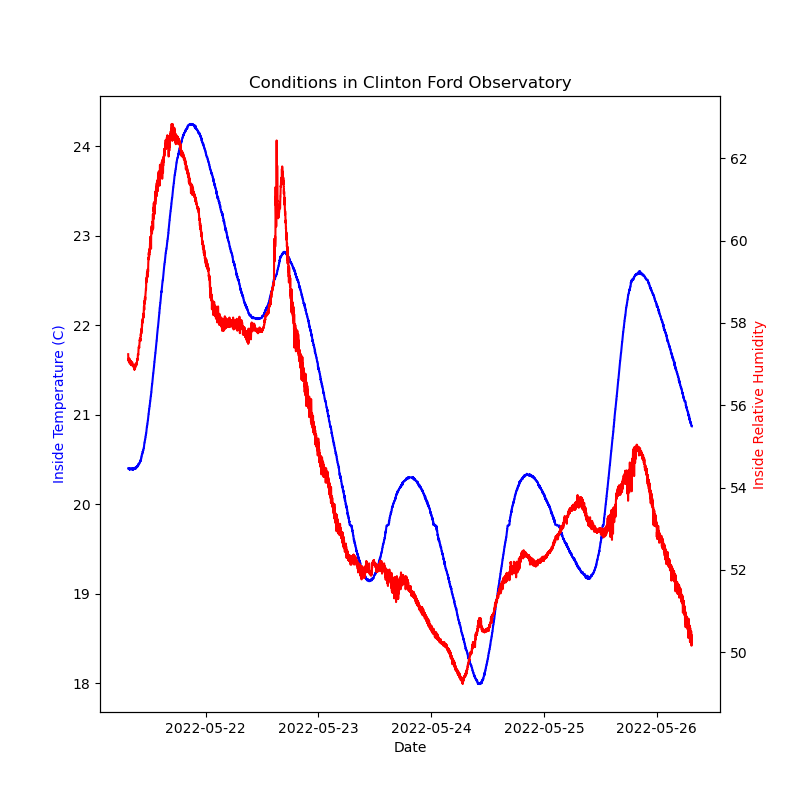 Conditions in Clinton Ford Observatory
Inside Temperature (C)
24
23
22
21
20
19
18
62
60
58
56
54
52
50
Inside Relative Humidity
2022-05-22 2022-05-23 2022-05-24 2022-05-25 2022-05-26
Date